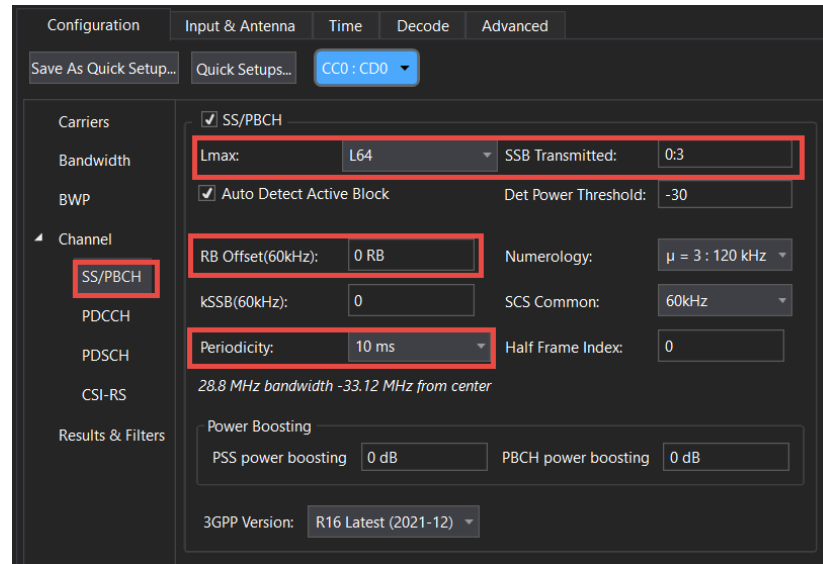 Configuration Input & Antenna Time Decode Advanced
Save As Quick Setup... Quick Setups... CC0 : CD0
Carriers
Bandwidth
BWP
Channel
SS/PBCH
PDCCH
PDSCH
CSI-RS
Results & Filters
SS/PBCH
Lmax: L64 SSB Transmitted: 0:3
Auto Detect Active Block Det Power Threshold: -30
RB Offset(60kHz): 0 RB Numerology: μ = 3 : 120 kHz
kSSB(60kHz): 0 SCS Common: 60kHz
Periodicity: 10 ms Half Frame Index: 0
28.8 MHz bandwidth -33.12 MHz from center
Power Boosting
PSS power boosting 0 dB PBCH power boosting 0 dB
3GPP Version: R16 Latest (2021-12)